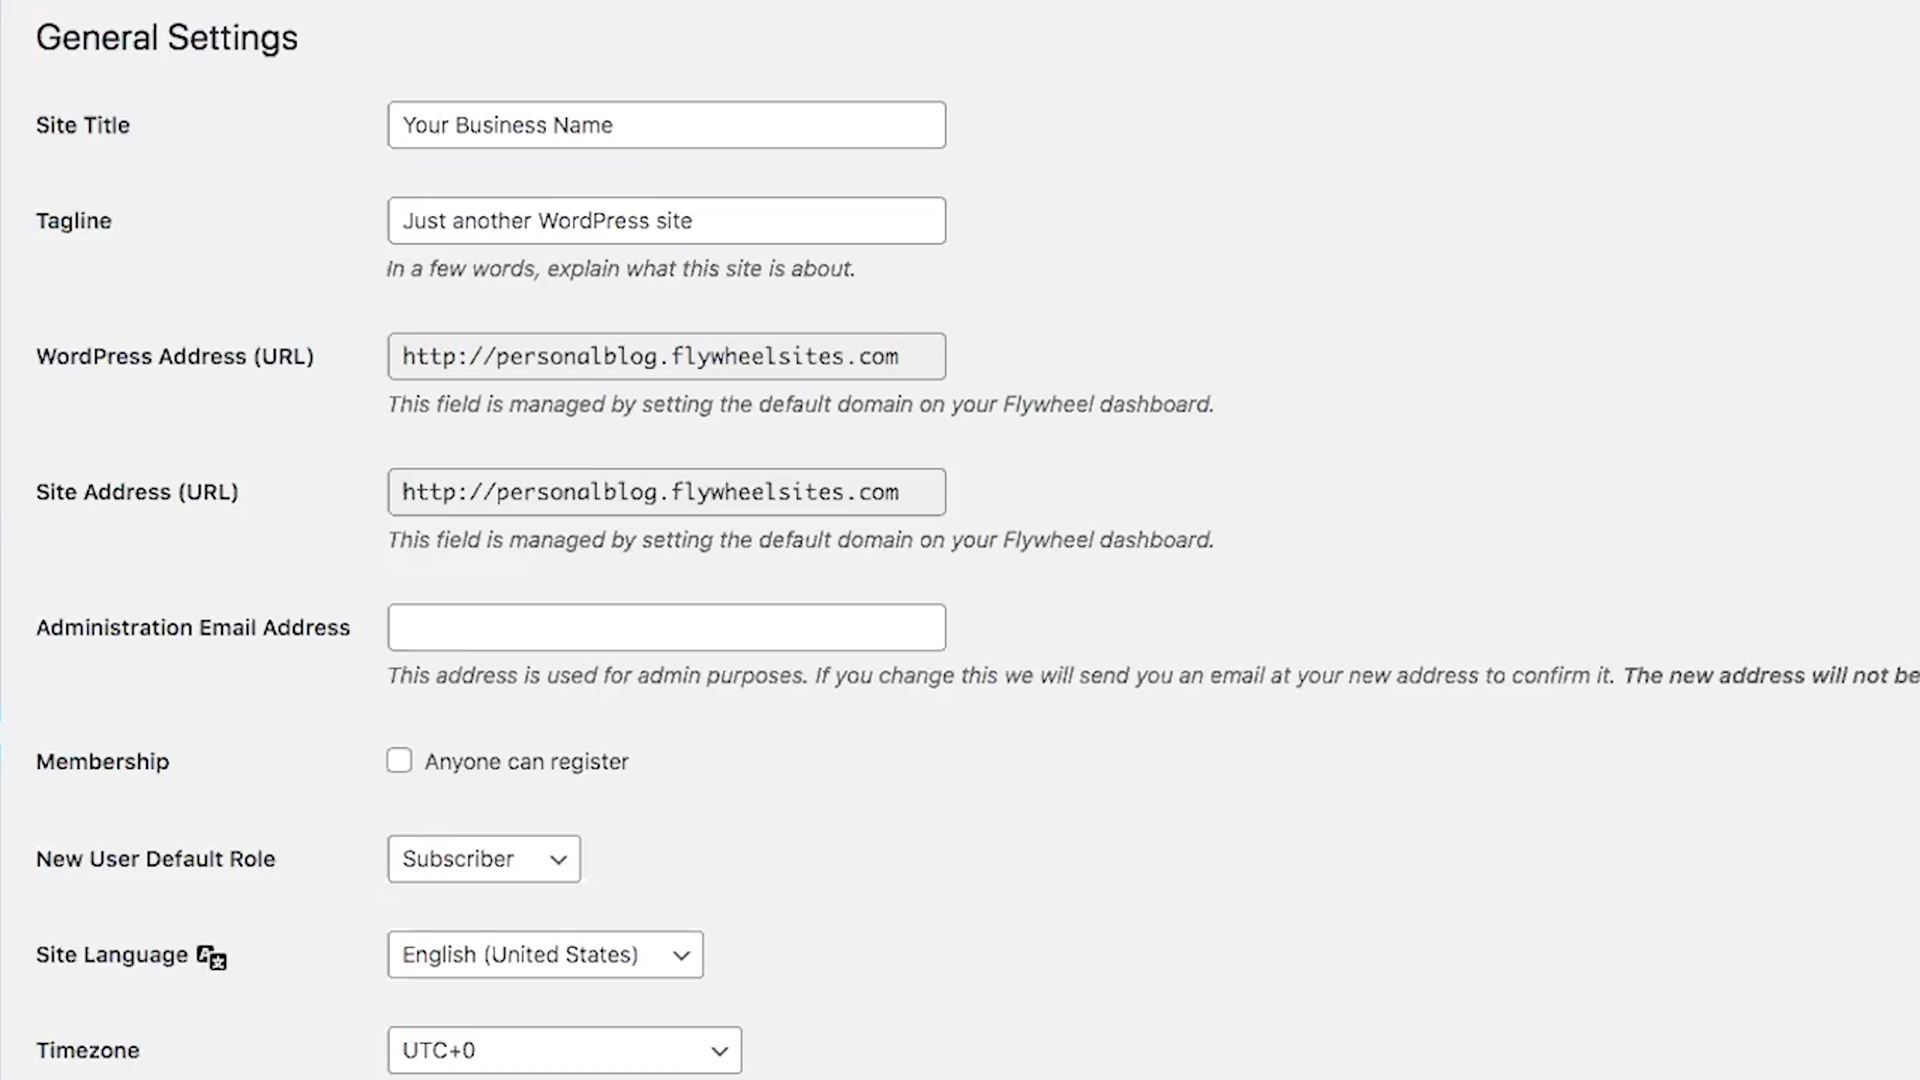 General Settings
Site Title
Your Business Name
Tagline
Just another WordPress site
In a few words, explain what this site is about.
WordPress Address (URL)
http://personalblog.flywheelsites.com
This field is managed by setting the default domain on your Flywheel dashboard.
Site Address (URL)
http://personalblog.flywheelsites.com
This field is managed by setting the default domain on your Flywheel dashboard.
Administration Email Address
This address is used for admin purposes. If you change this we will send you an email at your new address to confirm it. The new address will not be
Membership
Anyone can register
New User Default Role
Subscriber
Site Language
English (United States)
Timezone
UTC+0